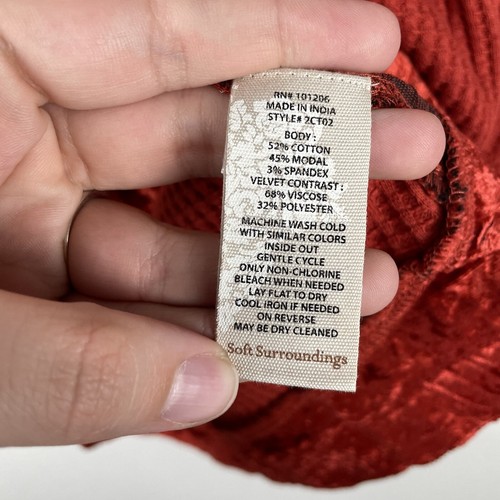 RN# 101206
MADE IN INDIA
STYLE# 2CT02
BODY :
52% COTTON
45% MODAL
3% SPANDEX
VELVET CONTRAST :
68% VISCOSE
32% POLYESTER
MACHINE WASH COLD
WITH SIMILAR COLORS
INSIDE OUT
GENTLE CYCLE
ONLY NON-CHLORINE
BLEACH WHEN NEEDED
LAY FLAT TO DRY
COOL IRON IF NEEDED
ON REVERSE
MAY BE DRY CLEANED
Soft Surroundings